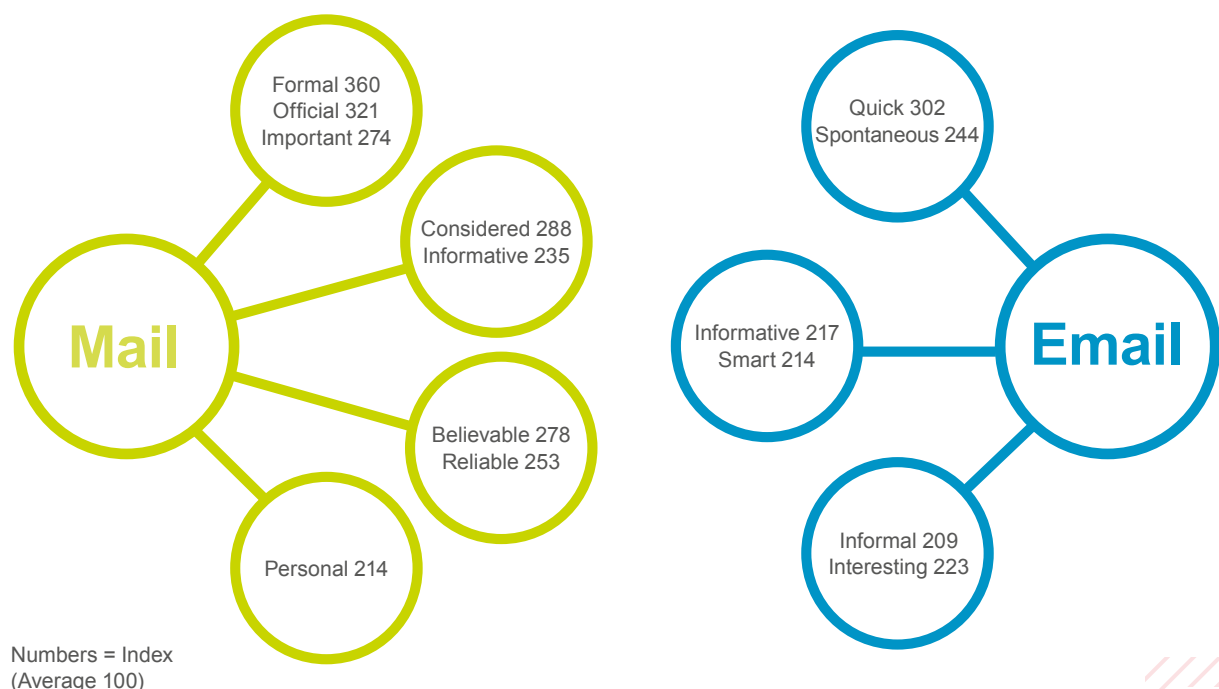 Formal 360
Official 321
Important 274
Considered 288
Informative 235
Mail
Believable 278
Reliable 253
Personal 214
Quick 302
Spontaneous 244
Informative 217
Smart 214
Email
Informal 209
Interesting 223
Numbers = Index
(Average 100)